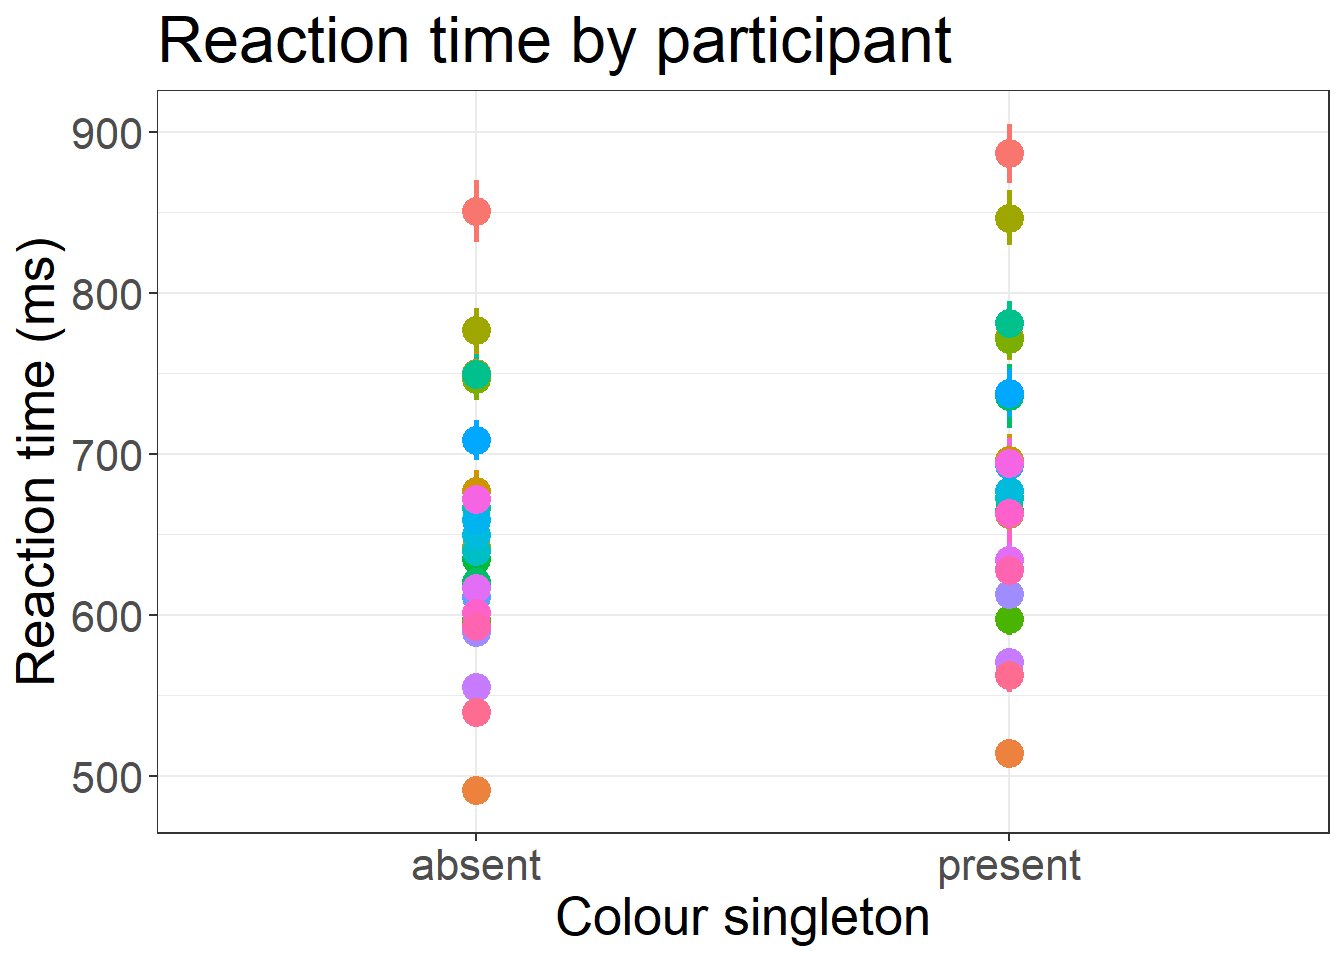 Reaction time by participant
Reaction time (ms)
900
800
700
600
500
absent present
Colour singleton